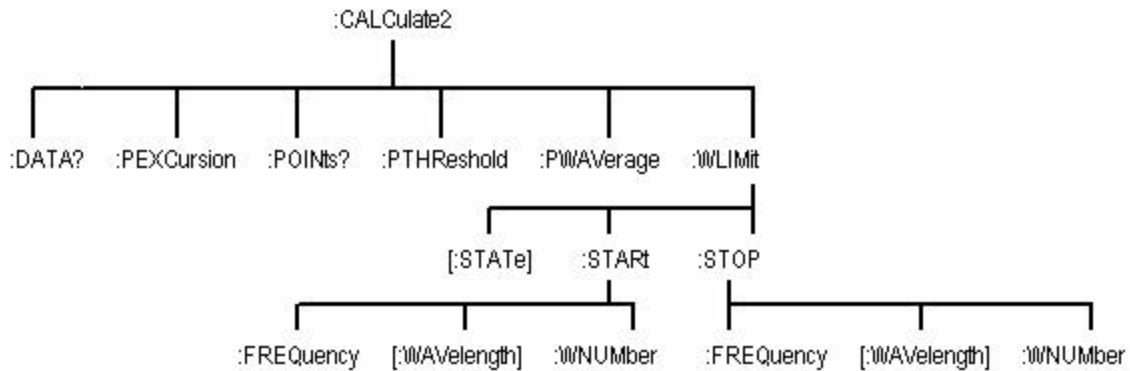 :CALCulate2
:DATA? :PEXCursion :POINts? :PTHReshold :PWAVerage :WLIMit
[:STATe] :STARt :STOP
:FREQuency [:WAVelength] :WNUMber :FREQuency [:WAVelength] :WNUMber